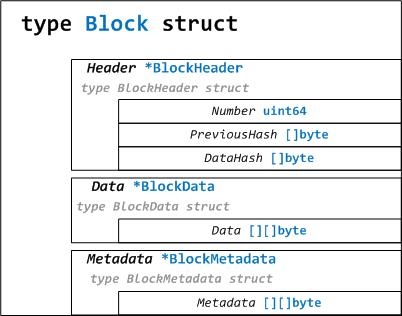 type Block struct
Header *BlockHeader
type BlockHeader struct
Number uint64
PreviousHash []byte
DataHash []byte
Data *BlockData
type BlockData struct
Data [][]byte
Metadata *BlockMetadata
type BlockMetadata struct
Metadata [][]byte